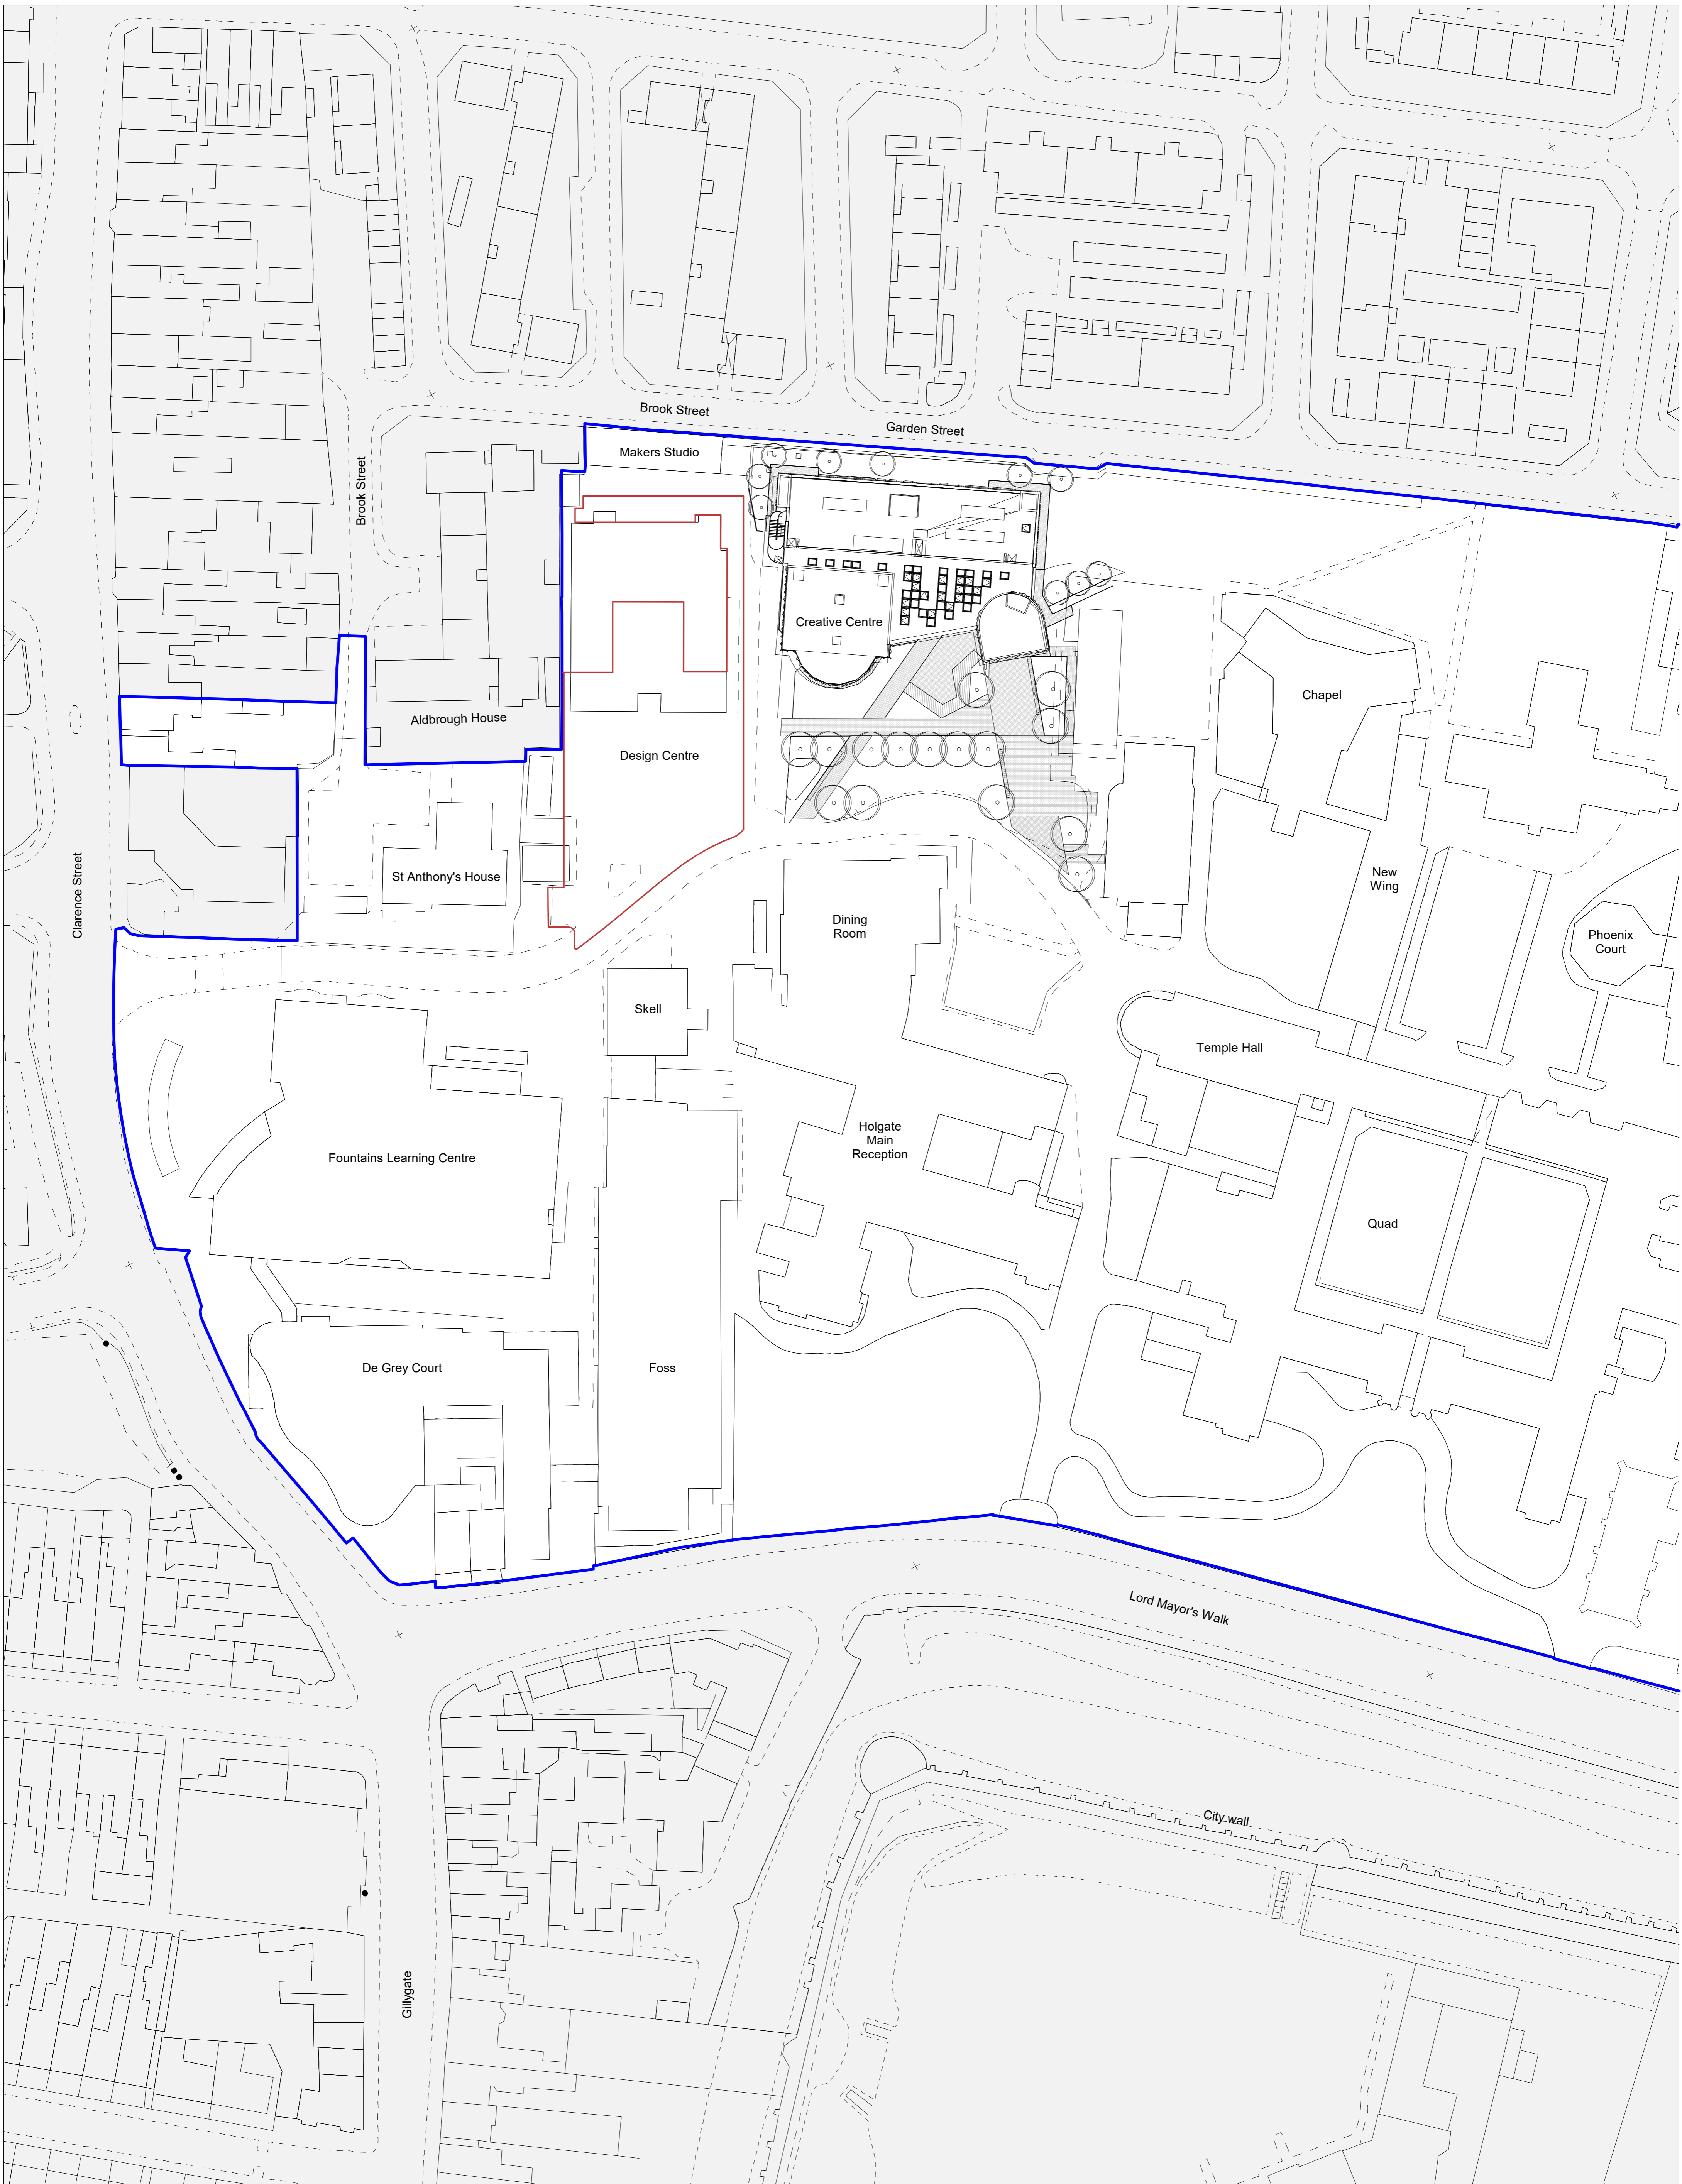 Brook Street
Garden Street
Makers Studio
Brook Street
Creative Centre
Chapel
Aldbrough House
Design Centre
Clarence Street
St Anthony's House
New
Wing
Dining
Room
Phoenix
Court
Skell
Temple Hall
Holgate
Main
Reception
Fountains Learning Centre
Quad
De Grey Court
Foss
Lord Mayor's Walk
City wall
Gillygate